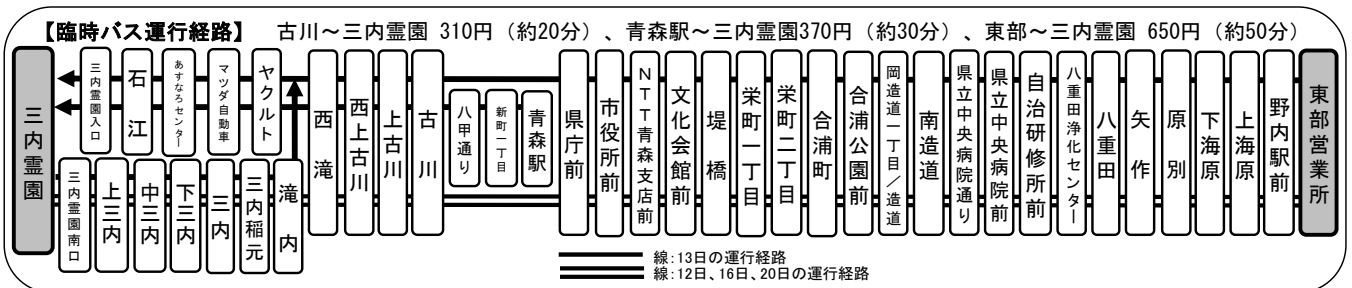 【臨時バス運行経路】 古川～三内霊園 310円（約20分）、青森駅～三内霊園370円（約30分）、東部～三内霊園 650円（約50分）
三内霊園
三内霊園入口
石江
あすなろセンター
マツダ自動車
ヤクルト
三内霊園南口
上三内
中三内
下三内
三内
三内稲元
滝内
西滝
西上古川
上古川
古川
八甲通り
新町一丁目
青森駅
県庁前
市役所前
NTT青森支店前
文化会館前
堤橋
栄町一丁目
栄町二丁目
合浦町
合浦公園前
岡造道一丁目/造道
南造道
県立中央病院通り
県立中央病院前
自治研修所前
八重田浄化センター
八重田
矢作
原別
下海原
上海原
野内駅前
東部営業所
線：13日の運行経路
線：12日、16日、20日の運行経路